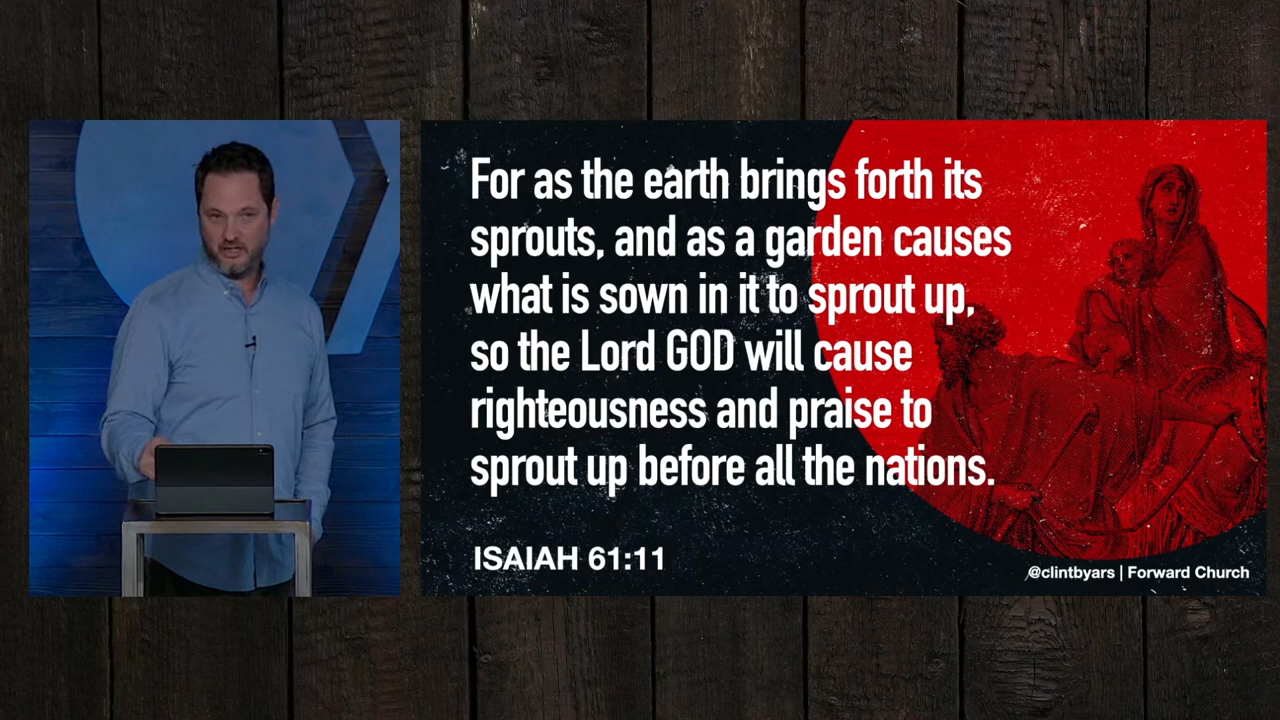 For as the earth brings forth its
sprouts, and as a garden causes
what is sown in it to sprout up,
so the Lord GOD will cause
righteousness and praise to
sprout up before all the nations.
ISAIAH 61:11
@clintbyars | Forward Church